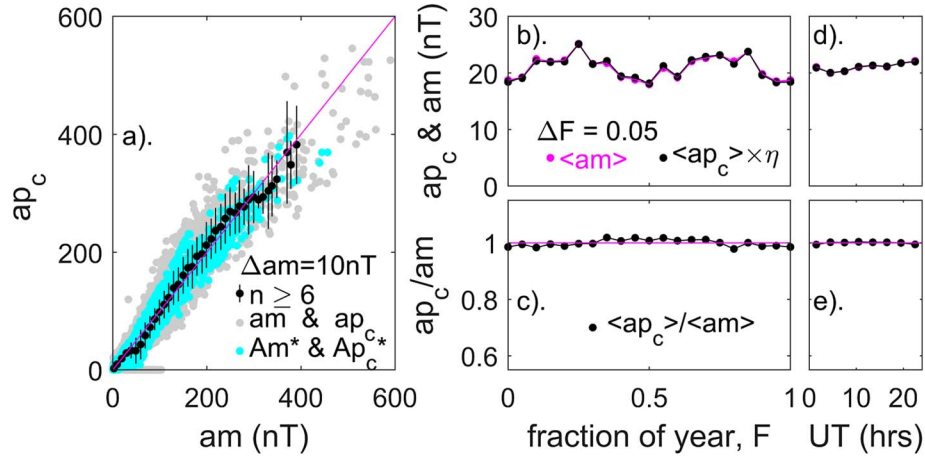 600
400
200
0
ap_c
a).
Δam=10nT
n ≥ 6
am & ap_c
Am* & Ap_c*
0 200 400 600
am (nT)
30
20
10
0
ap_c & am (nT)
b).
ΔF = 0.05
<am>
<ap_c> × η
d).
1
0.8
0.6
ap_c/am
c).
<ap_c>/<am>
e).
0 0.5 1
fraction of year, F
0 10 20
UT (hrs)